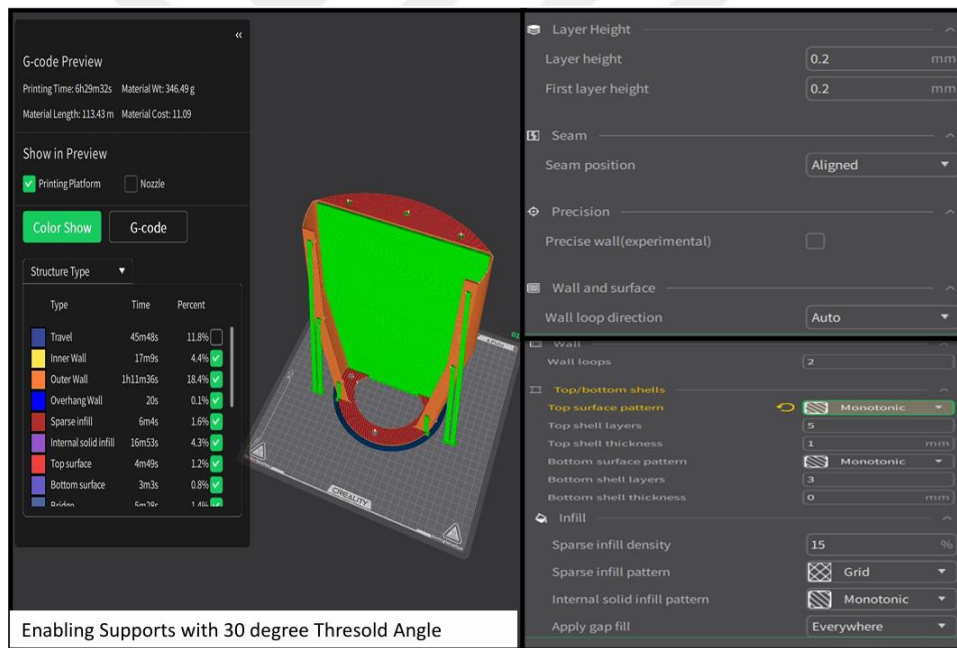 «
G-code Preview
Printing Time: 6h29m32s Material Wt: 346.49 g
Material Length: 113.43 m Material Cost: 11.09
Show in Preview
Printing Platform Nozzle
Color Show G-code
Structure Type
Type Time Percent
Travel 45m48s 11.8%
Inner Wall 17m9s 4.4%
Outer Wall 1h11m36s 18.4%
Overhang Wall 20s 0.1%
Sparse infill 6m4s 1.6%
Internal solid infill 16m53s 4.3%
Top surface 4m49s 1.2%
Bottom surface 3m3s 0.8%
Bridge 5m28s 1.4%
CREALITY
Enabling Supports with 30 degree Thresold Angle
Layer Height
Layer height 0.2 mm
First layer height 0.2 mm
Seam
Seam position Aligned
Precision
Precise wall(experimental)
Wall and surface
Wall loop direction Auto
Wall
Wall loops 2
Top/bottom shells
Top surface pattern Monotonic
Top shell layers 5
Top shell thickness 1 mm
Bottom surface pattern Monotonic
Bottom shell layers 3
Bottom shell thickness 0 mm
Infill
Sparse infill density 15 %
Sparse infill pattern Grid
Internal solid infill pattern Monotonic
Apply gap fill Everywhere